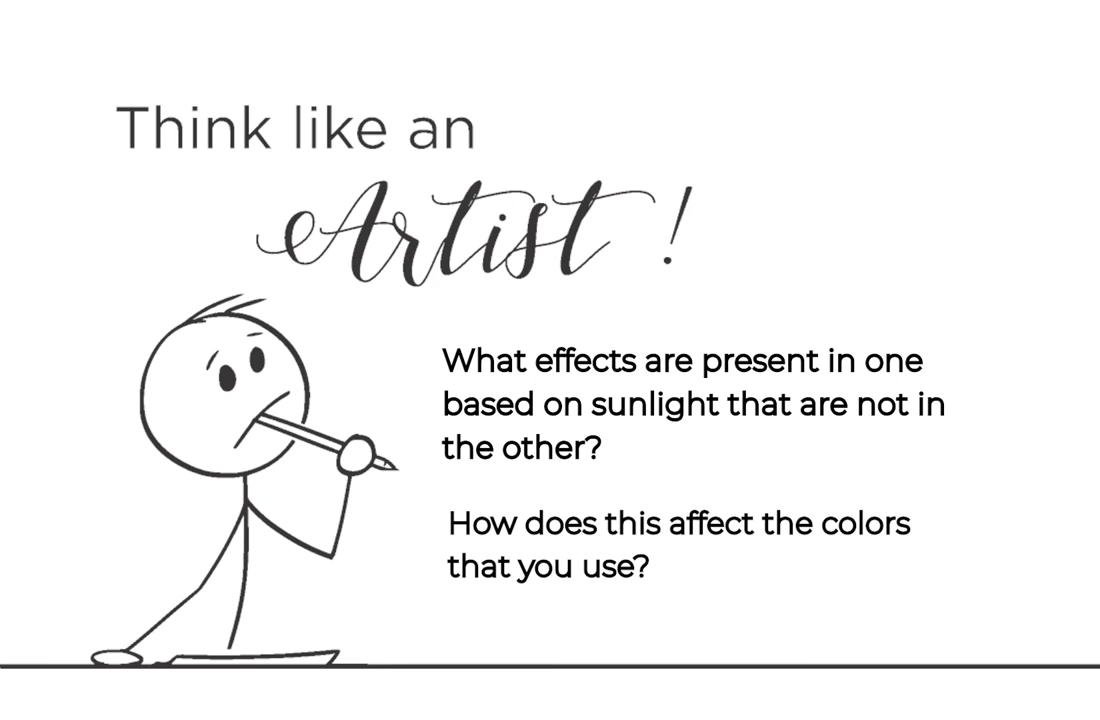 Think like an
Artist !
What effects are present in one
based on sunlight that are not in
the other?
How does this affect the colors
that you use?